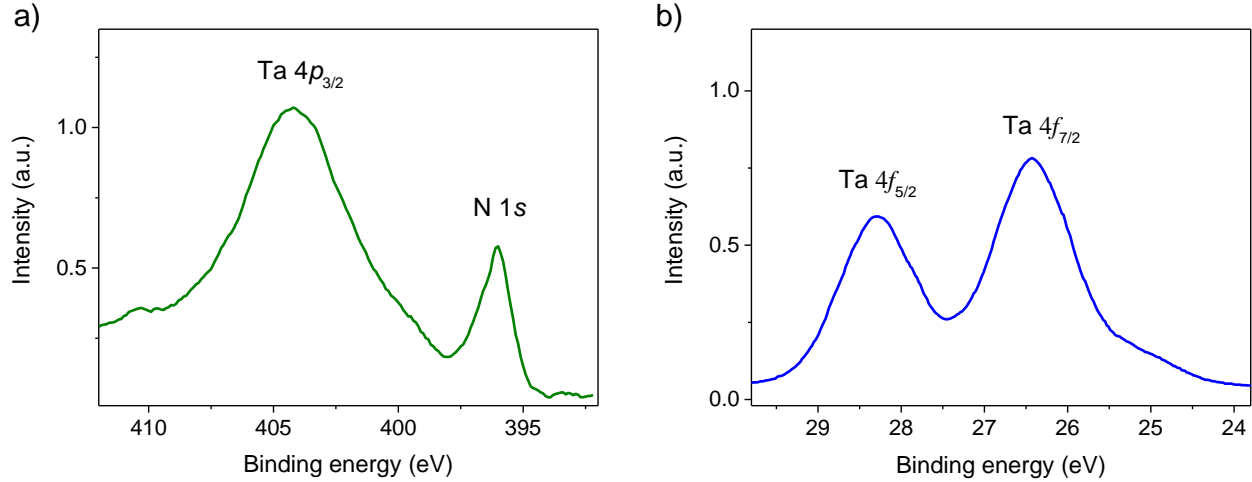 a)
Ta 4p3/2
N 1s
1.0
0.5
Intensity (a.u.)
410 405 400 395
Binding energy (eV)
b)
Ta 4f7/2
Ta 4f5/2
1.0
0.5
0.0
Intensity (a.u.)
29 28 27 26 25 24
Binding energy (eV)